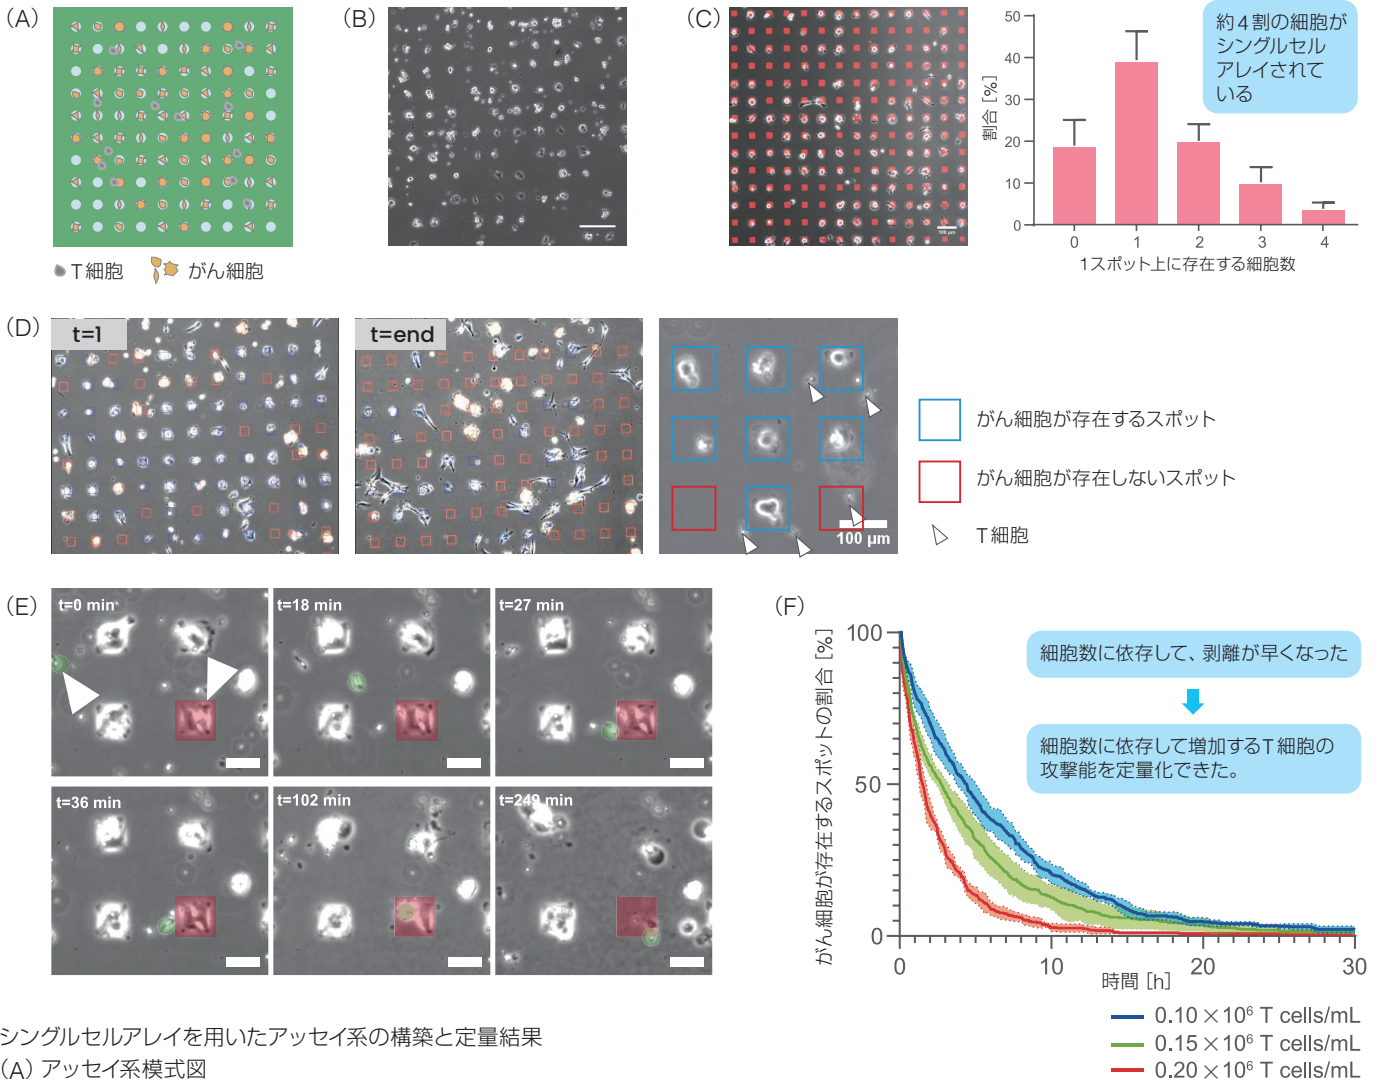 (A)
T細胞
がん細胞
(B)
(C)
100 μm
50
40
30
20
10
0
割合 [%]
0 1 2 3 4
1スポット上に存在する細胞数
約4割の細胞が
シングルセル
アレイされて
いる
(D)
t=1
t=end
100 μm
がん細胞が存在するスポット
がん細胞が存在しないスポット
T細胞
(E)
t=0 min
t=18 min
t=27 min
t=36 min
t=102 min
t=249 min
(F)
がん細胞が存在するスポットの割合 [%]
100
50
0
0 10 20 30
時間 [h]
細胞数に依存して、剥離が早くなった
細胞数に依存して増加するT細胞の
攻撃能を定量化できた。
0.10×10⁶ T cells/mL
0.15×10⁶ T cells/mL
0.20×10⁶ T cells/mL
シングルセルアレイを用いたアッセイ系の構築と定量結果
(A) アッセイ系模式図